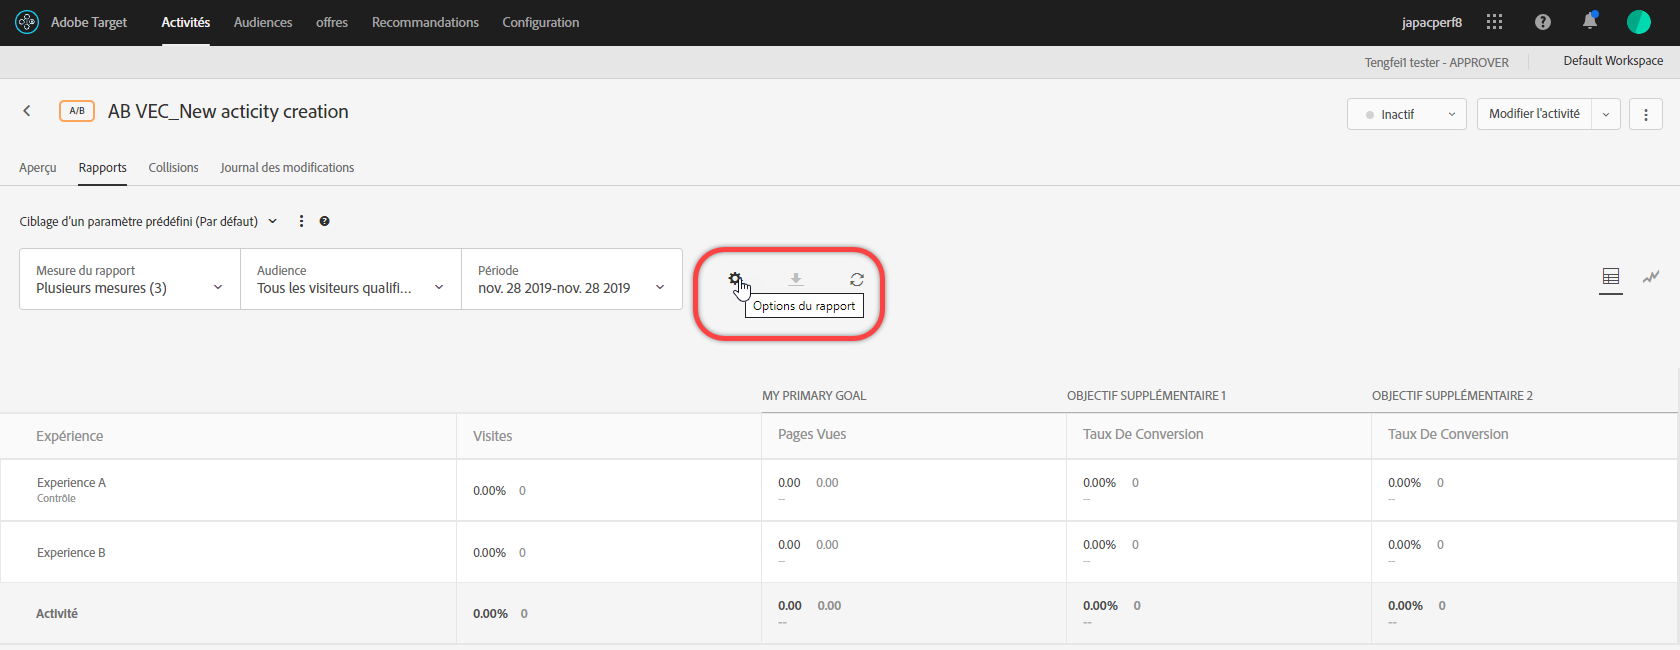 Adobe Target Activités Audiences offres Recommandations Configuration japacperf8
Tengfei1 tester - APPROVER Default Workspace
A/B AB VEC_New acticity creation Inactif Modifier l'activité
Aperçu Rapports Collisions Journal des modifications
Ciblage d'un paramètre prédéfini (Par défaut)
Mesure du rapport Audience Période
Plusieurs mesures (3) Tous les visiteurs qualifi... nov. 28 2019-nov. 28 2019
Options du rapport
MY PRIMARY GOAL OBJECTIF SUPPLÉMENTAIRE 1 OBJECTIF SUPPLÉMENTAIRE 2
Expérience Visites Pages Vues Taux De Conversion Taux De Conversion
Experience A 0.00% 0 0.00 0.00 0.00% 0 0.00% 0
Contrôle -- -- --
Experience B 0.00% 0 0.00 0.00 0.00% 0 0.00% 0
-- -- --
Activité 0.00% 0 0.00 0.00 0.00% 0 0.00% 0
-- -- --